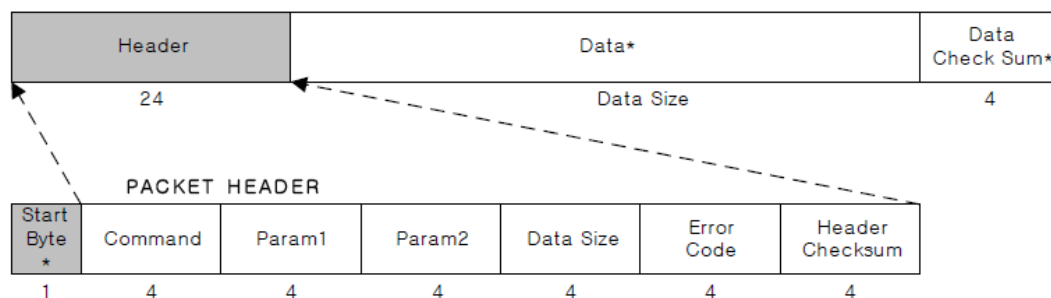 Header
Data*
Data
Check Sum*
24
Data Size
4
PACKET HEADER
Start
Byte
*
Command
Param1
Param2
Data Size
Error
Code
Header
Checksum
1
4
4
4
4
4
4